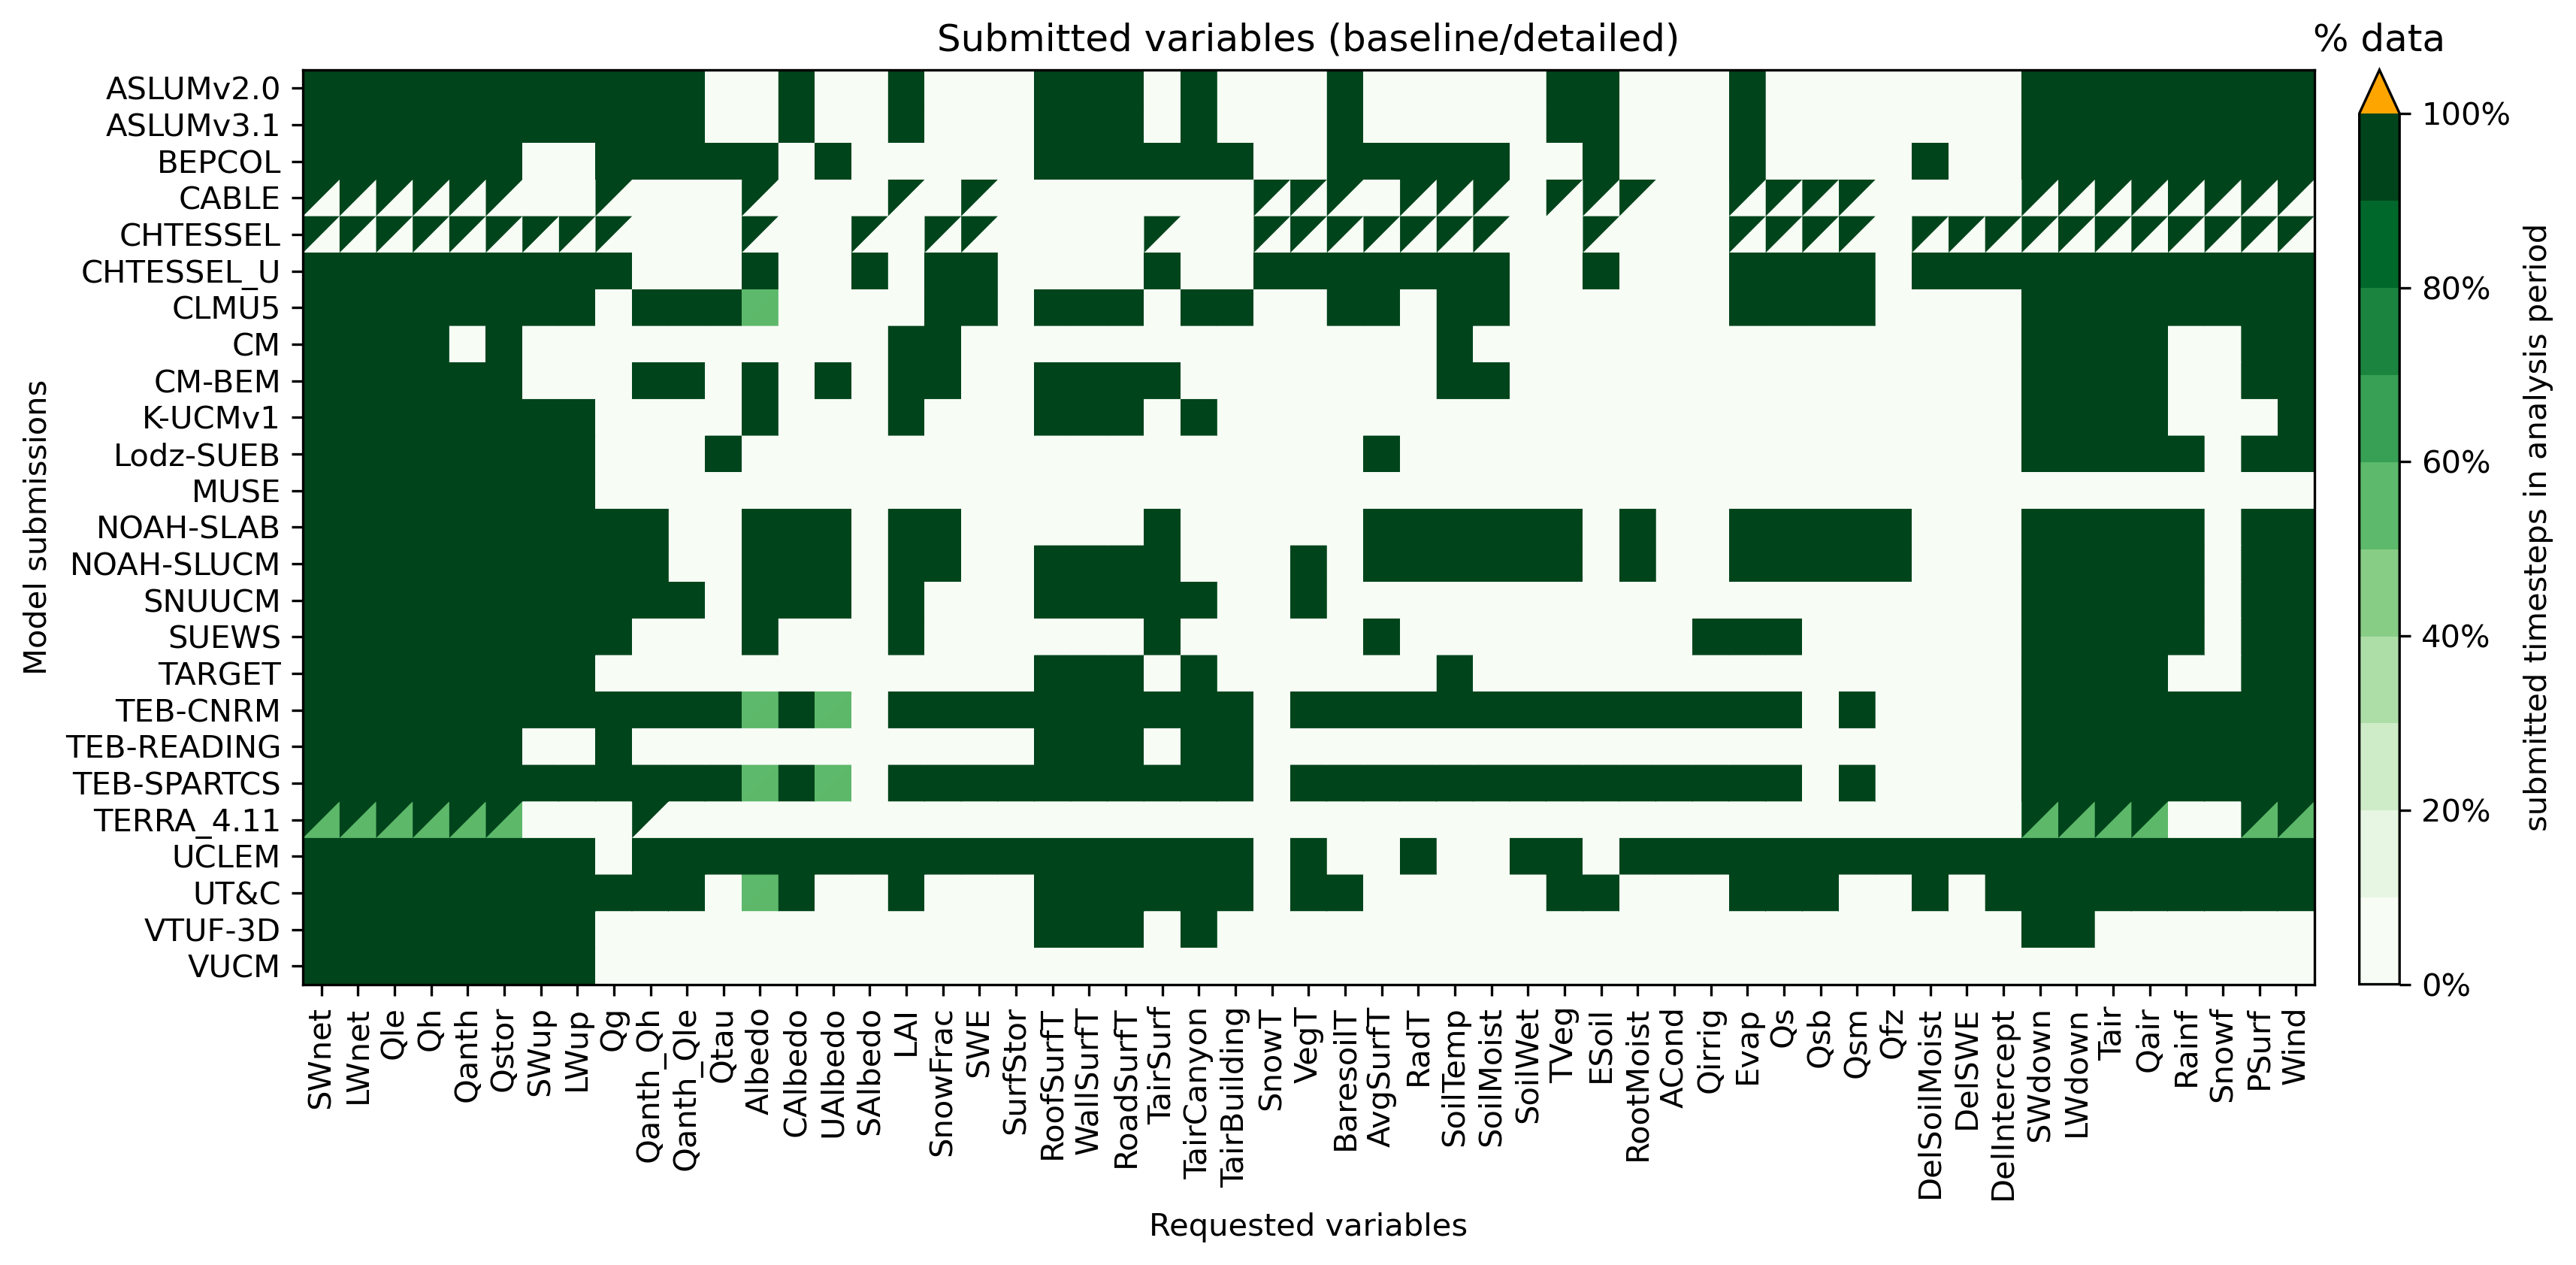 Submitted variables (baseline/detailed)
% data
ASLUMv2.0
ASLUMv3.1
BEPCOL
CABLE
CHTESSEL
CHTESSEL_U
CLMU5
CM
CM-BEM
K-UCMv1
Lodz-SUEB
MUSE
NOAH-SLAB
NOAH-SLUCM
SNUUCM
SUEWS
TARGET
TEB-CNRM
TEB-READING
TEB-SPARTCS
TERRA_4.11
UCLEM
UT&C
VTUF-3D
VUCM
Model submissions
SWnet
LWnet
Qle
Qh
Qanth
Qstor
SWup
LWup
Qg
Qanth_Qh
Qanth_Qle
Qtau
Albedo
CAlbedo
UAlbedo
SAlbedo
LAI
SnowFrac
SWE
SurfStor
RoofSurfT
WallSurfT
RoadSurfT
TairSurf
TairCanyon
TairBuilding
SnowT
VegT
BaresoilT
AvgSurfT
RadT
SoilTemp
SoilMoist
SoilWet
TVeg
ESoil
RootMoist
ACond
Qirrig
Evap
Qs
Qsb
Qsm
Qfz
DelSoilMoist
DelSWE
DelIntercept
SWdown
LWdown
Tair
Qair
Rainf
Snowf
PSurf
Wind
Requested variables
100%
80%
60%
40%
20%
0%
submitted timesteps in analysis period